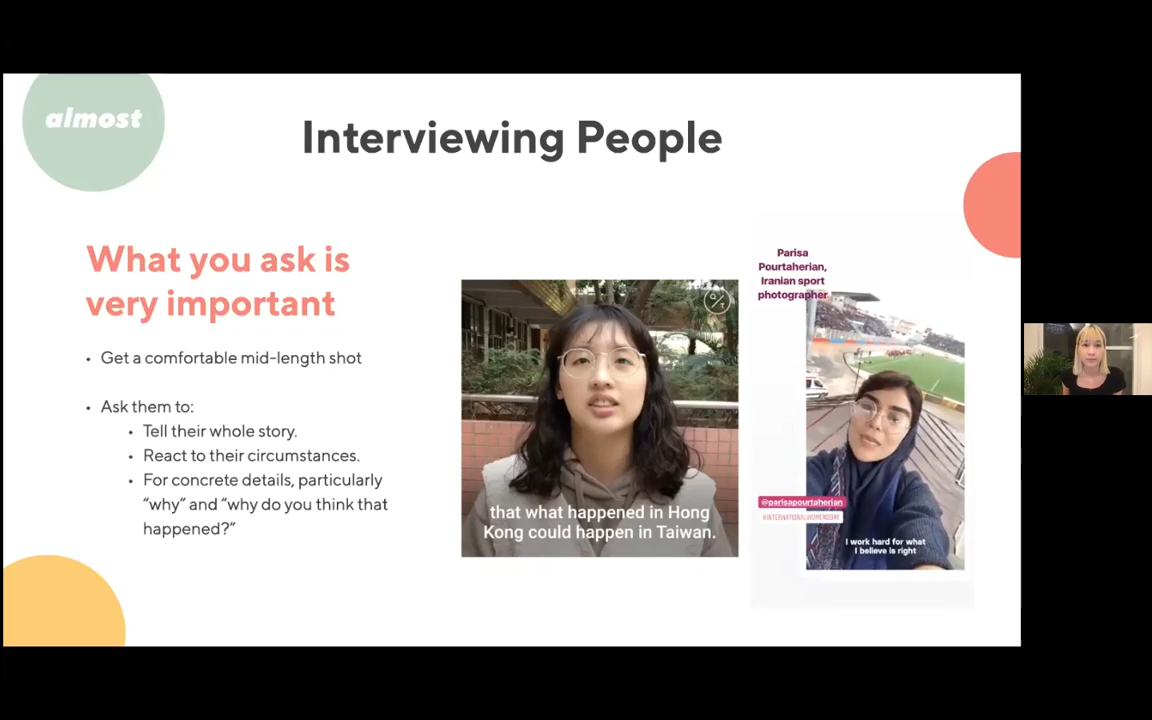 almost
Interviewing People
What you ask is
very important
• Get a comfortable mid-length shot
• Ask them to:
• Tell their whole story.
• React to their circumstances.
• For concrete details, particularly
“why” and “why do you think that
happened?”
that what happened in Hong
Kong could happen in Taiwan.
Parisa
Pourtaherian,
Iranian sport
photographer
@parisapourtaherian
#INTERNATIONALWOMENSDAY
I work hard for what
I believe is right